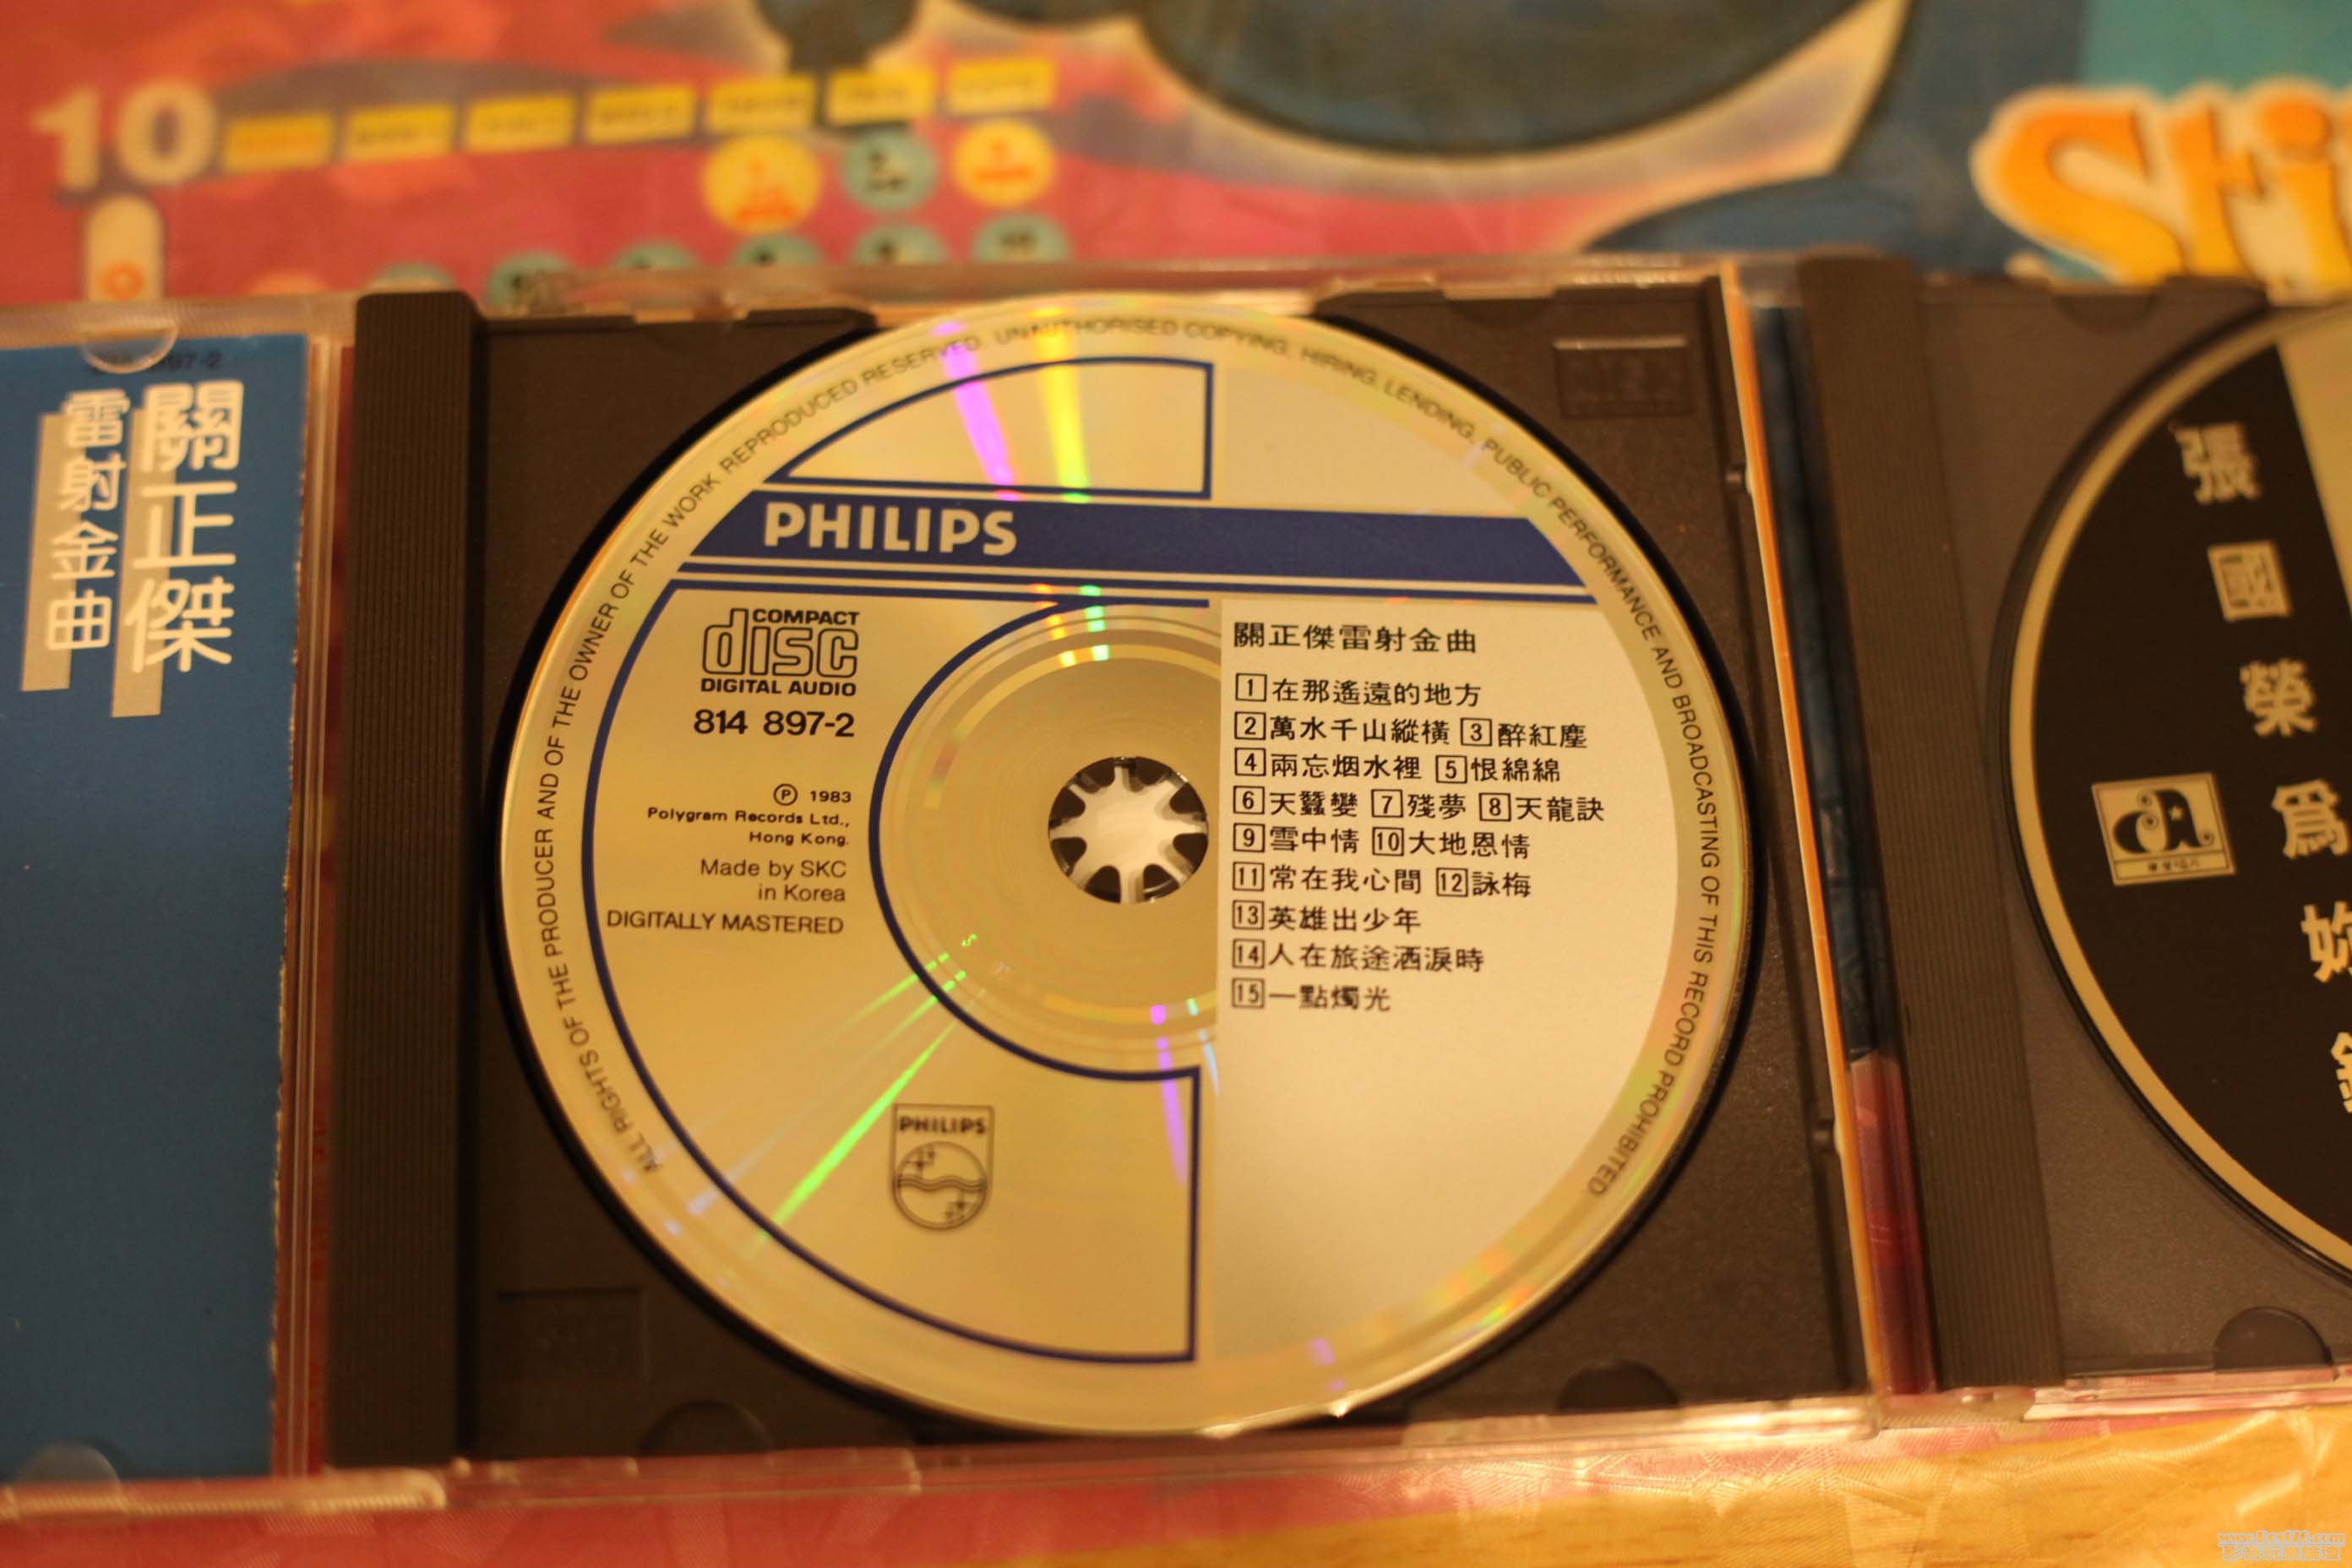 10
Sti
897-2
關正傑
雷射金曲
ALL RIGHTS OF THE PRODUCER AND OF THE OWNER OF THE WORK REPRODUCED RESERVED. UNAUTHORISED COPYING, HIRING, LENDING, PUBLIC PERFORMANCE AND BROADCASTING OF THIS RECORD PROHIBITED
PHILIPS
COMPACT
disc
DIGITAL AUDIO
814 897-2
Ⓟ 1983
Polygram Records Ltd.,
Hong Kong.
Made by SKC
in Korea
DIGITALLY MASTERED
PHILIPS
關正傑雷射金曲
1 在那遙遠的地方
2 萬水千山縱橫 3 醉紅塵
4 兩忘烟水裡 5 恨綿綿
6 天蠶變 7 殘夢 8 天龍訣
9 雪中情 10 大地恩情
11 常在我心間 12 詠梅
13 英雄出少年
14 人在旅途洒淚時
15 一點燭光
張國榮爲
a